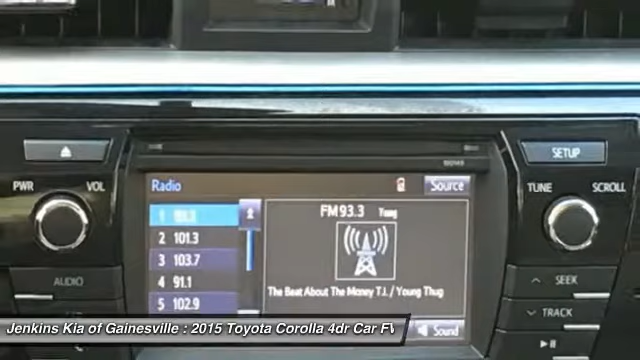 SETUP
PWR VOL
Radio
Source
TUNE SCROLL
FM 93.3
1 93.3
2 101.3
3 103.7
4 91.1
5 102.9
The Beat About The Money T.I. / Young Thug
Sound
AUDIO
SEEK
TRACK
Jenkins Kia of Gainesville : 2015 Toyota Corolla 4dr Car F